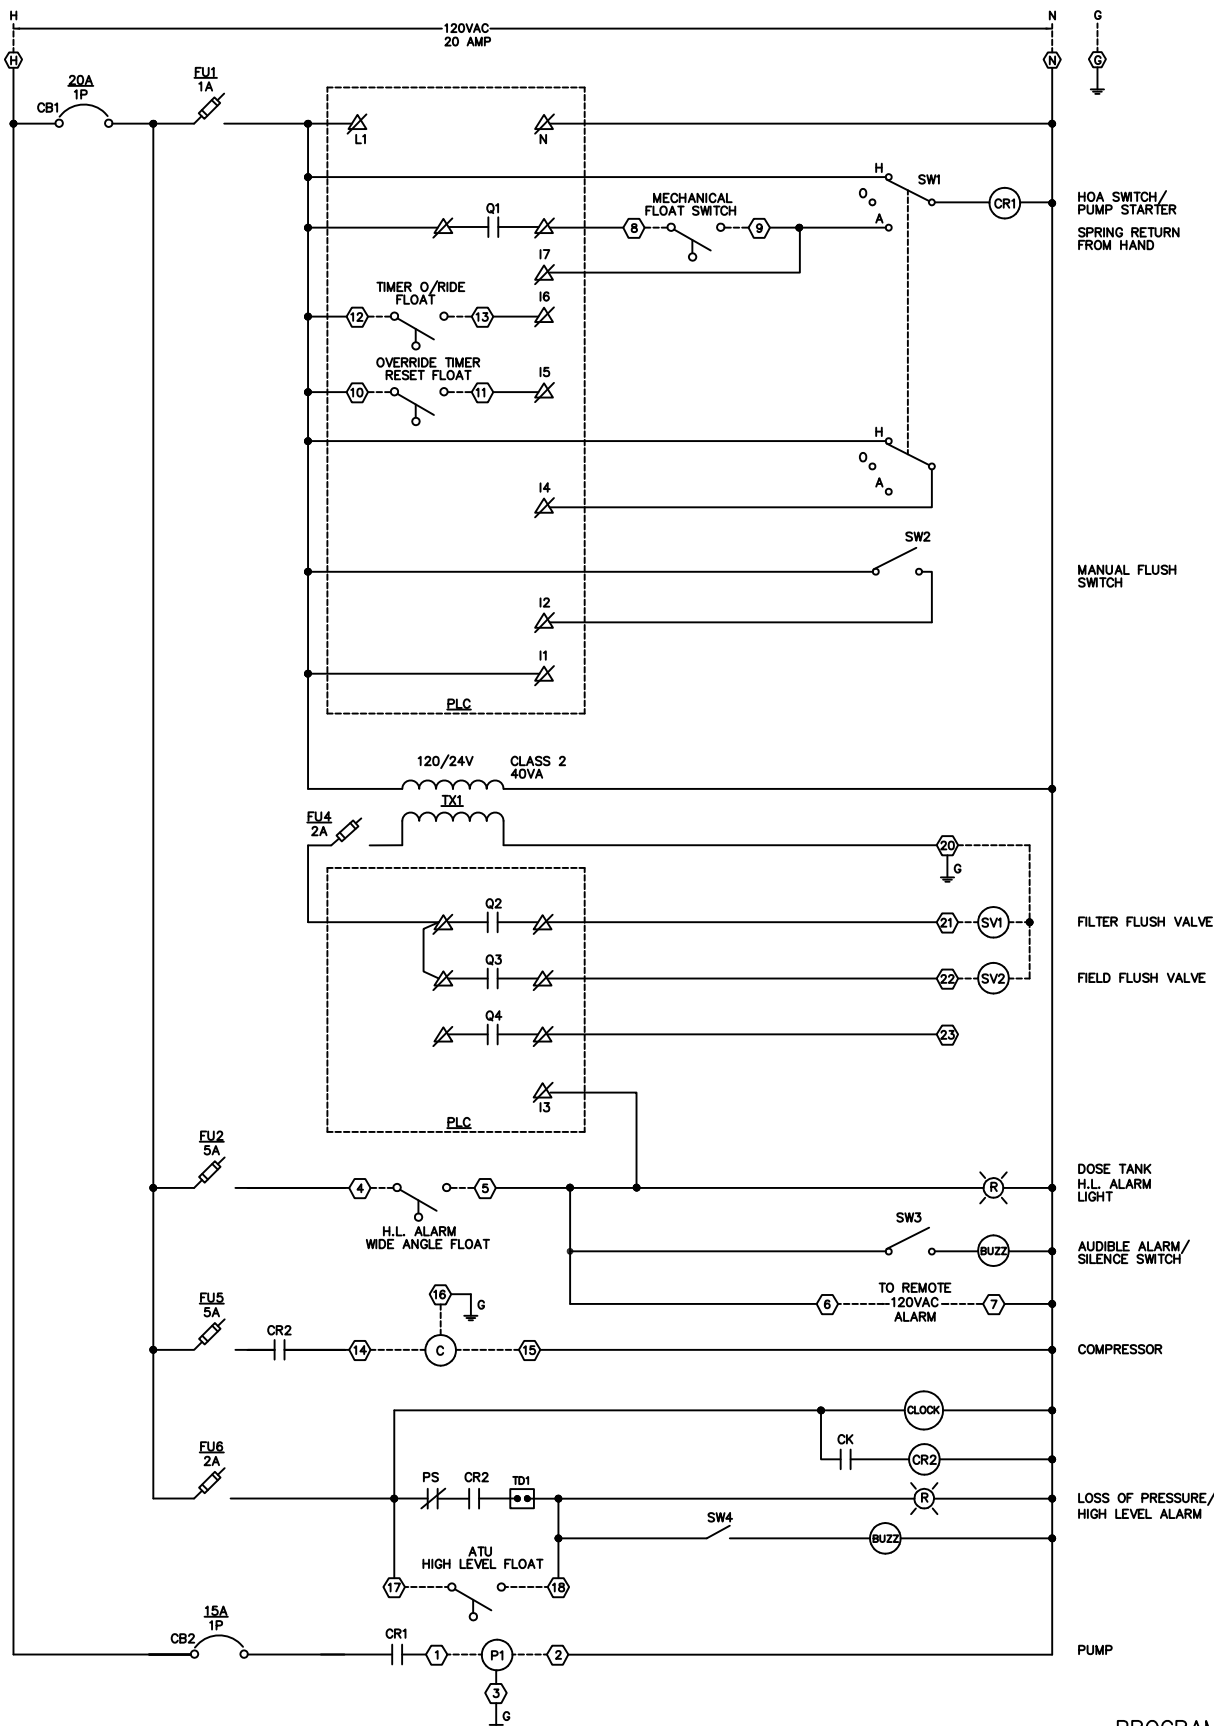 H
N
G
120VAC
20 AMP
H
N
G
20A
1P
CB1
FU1
1A
L1
N
H
O
A
SW1
CR1
HOA SWITCH/
PUMP STARTER
SPRING RETURN
FROM HAND
Q1
MECHANICAL
FLOAT SWITCH
8
9
I7
TIMER O/RIDE
FLOAT
12
13
I6
OVERRIDE TIMER
RESET FLOAT
10
11
I5
H
O
A
I4
SW2
MANUAL FLUSH
SWITCH
I2
I1
PLC
120/24V
CLASS 2
40VA
TX1
FU4
2A
20
G
Q2
21
SV1
FILTER FLUSH VALVE
Q3
22
SV2
FIELD FLUSH VALVE
Q4
23
I3
PLC
FU2
5A
4
5
H.L. ALARM
WIDE ANGLE FLOAT
R
DOSE TANK
H.L. ALARM
LIGHT
SW3
BUZZ
AUDIBLE ALARM/
SILENCE SWITCH
6
TO REMOTE
120VAC
ALARM
7
FU5
5A
CR2
14
16
G
C
15
COMPRESSOR
CLOCK
CK
CR2
FU6
2A
PS
CR2
TD1
R
LOSS OF PRESSURE/
HIGH LEVEL ALARM
SW4
BUZZ
ATU
HIGH LEVEL FLOAT
17
18
15A
1P
CB2
CR1
1
P1
2
PUMP
3
G
PROGRAM